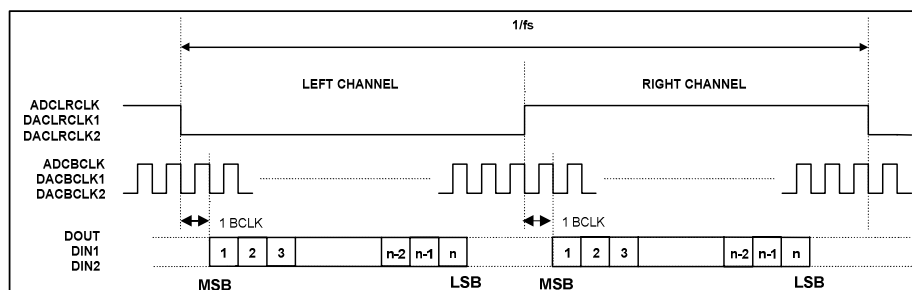 1/fs
LEFT CHANNEL RIGHT CHANNEL
ADCLRCLK
DACLRCLK1
DACLRCLK2
ADCBCLK
DACBCLK1
DACBCLK2
1 BCLK 1 BCLK
DOUT
DIN1
DIN2
1 2 3 n-2 n-1 n 1 2 3 n-2 n-1 n
MSB LSB MSB LSB